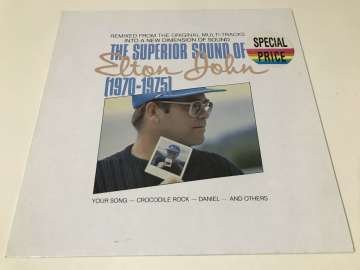 REMIXED FROM THE ORIGINAL MULTI-TRACKS
INTO A NEW DIMENSION OF SOUND
THE SUPERIOR SOUND OF
Elton John
(1970-1975)
SPECIAL
PRICE
YOUR SONG — CROCODILE ROCK — DANIEL — AND OTHERS